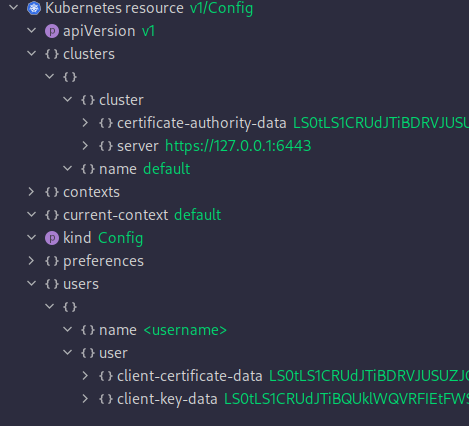 Kubernetes resource v1/Config
p apiVersion v1
{} clusters
{}
{} cluster
{} certificate-authority-data LS0tLS1CRUdJTiBDRVJUSU
{} server https://127.0.0.1:6443
{} name default
{} contexts
{} current-context default
p kind Config
{} preferences
{} users
{}
{} name <username>
{} user
{} client-certificate-data LS0tLS1CRUdJTiBDRVJUSUZJ
{} client-key-data LS0tLS1CRUdJTiBQUklWQVRFIEtFWS